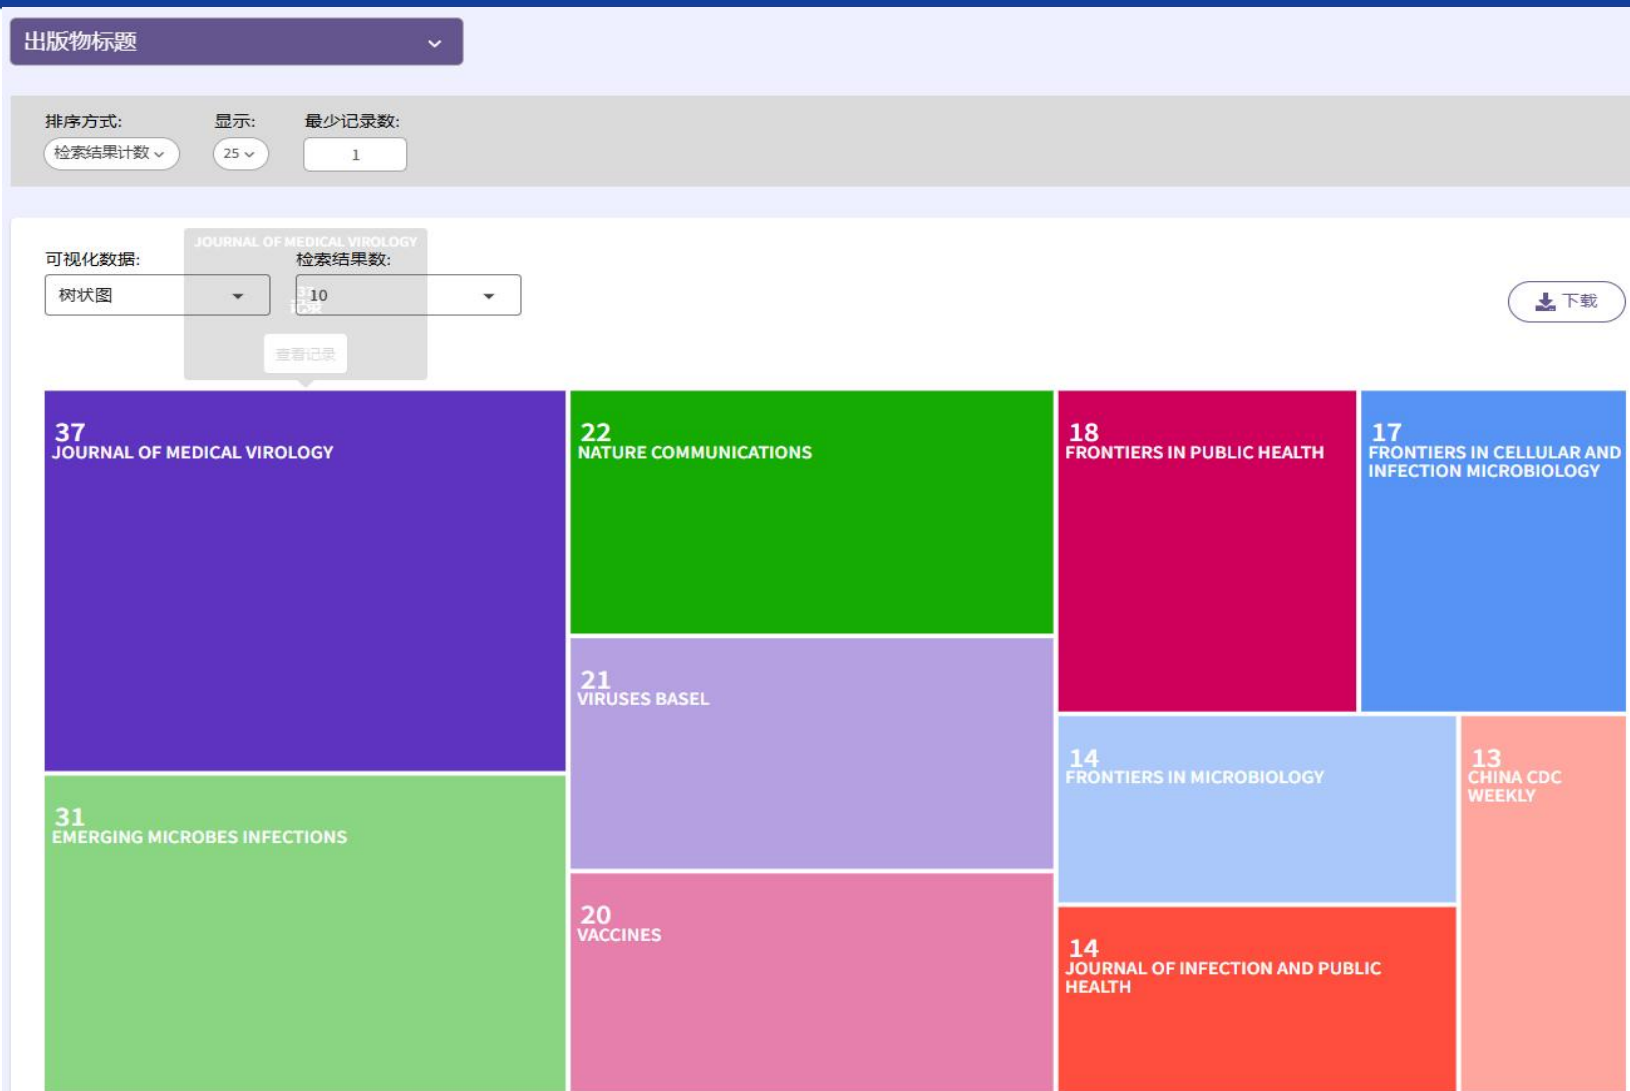 出版物标题
排序方式: 显示: 最少记录数:
检索结果计数 25 1
JOURNAL OF MEDICAL VIROLOGY
可视化数据: 检索结果数:
树状图 10
37
记录
下载
查看记录
37
JOURNAL OF MEDICAL VIROLOGY
22
NATURE COMMUNICATIONS
18
FRONTIERS IN PUBLIC HEALTH
17
FRONTIERS IN CELLULAR AND
INFECTION MICROBIOLOGY
21
VIRUSES BASEL
14
FRONTIERS IN MICROBIOLOGY
13
CHINA CDC
WEEKLY
31
EMERGING MICROBES INFECTIONS
20
VACCINES
14
JOURNAL OF INFECTION AND PUBLIC
HEALTH